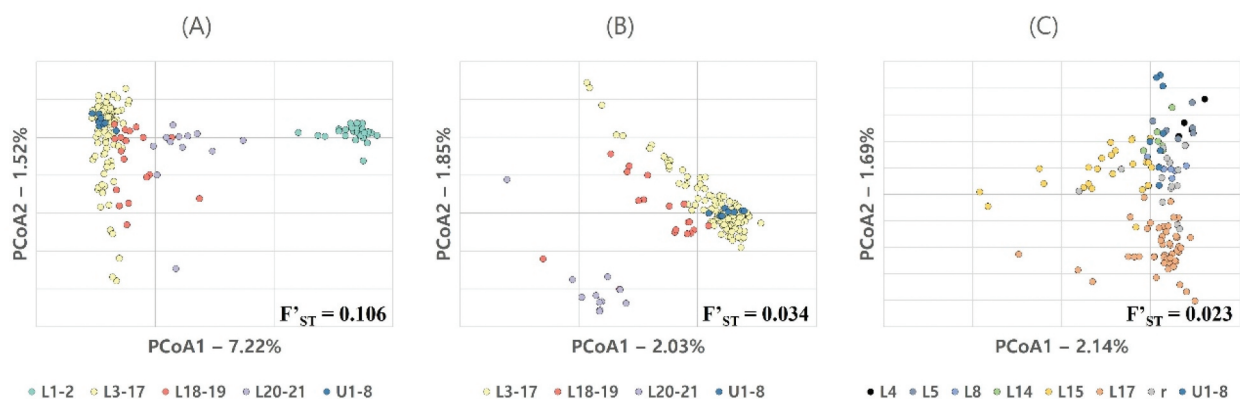 (A) (B) (C)
PCoA2 – 1.52%
F'ST = 0.106
PCoA1 – 7.22%
PCoA2 – 1.85%
F'ST = 0.034
PCoA1 – 2.03%
PCoA2 – 1.69%
F'ST = 0.023
PCoA1 – 2.14%
L1-2 L3-17 L18-19 L20-21 U1-8
L3-17 L18-19 L20-21 U1-8
L4 L5 L8 L14 L15 L17 r U1-8